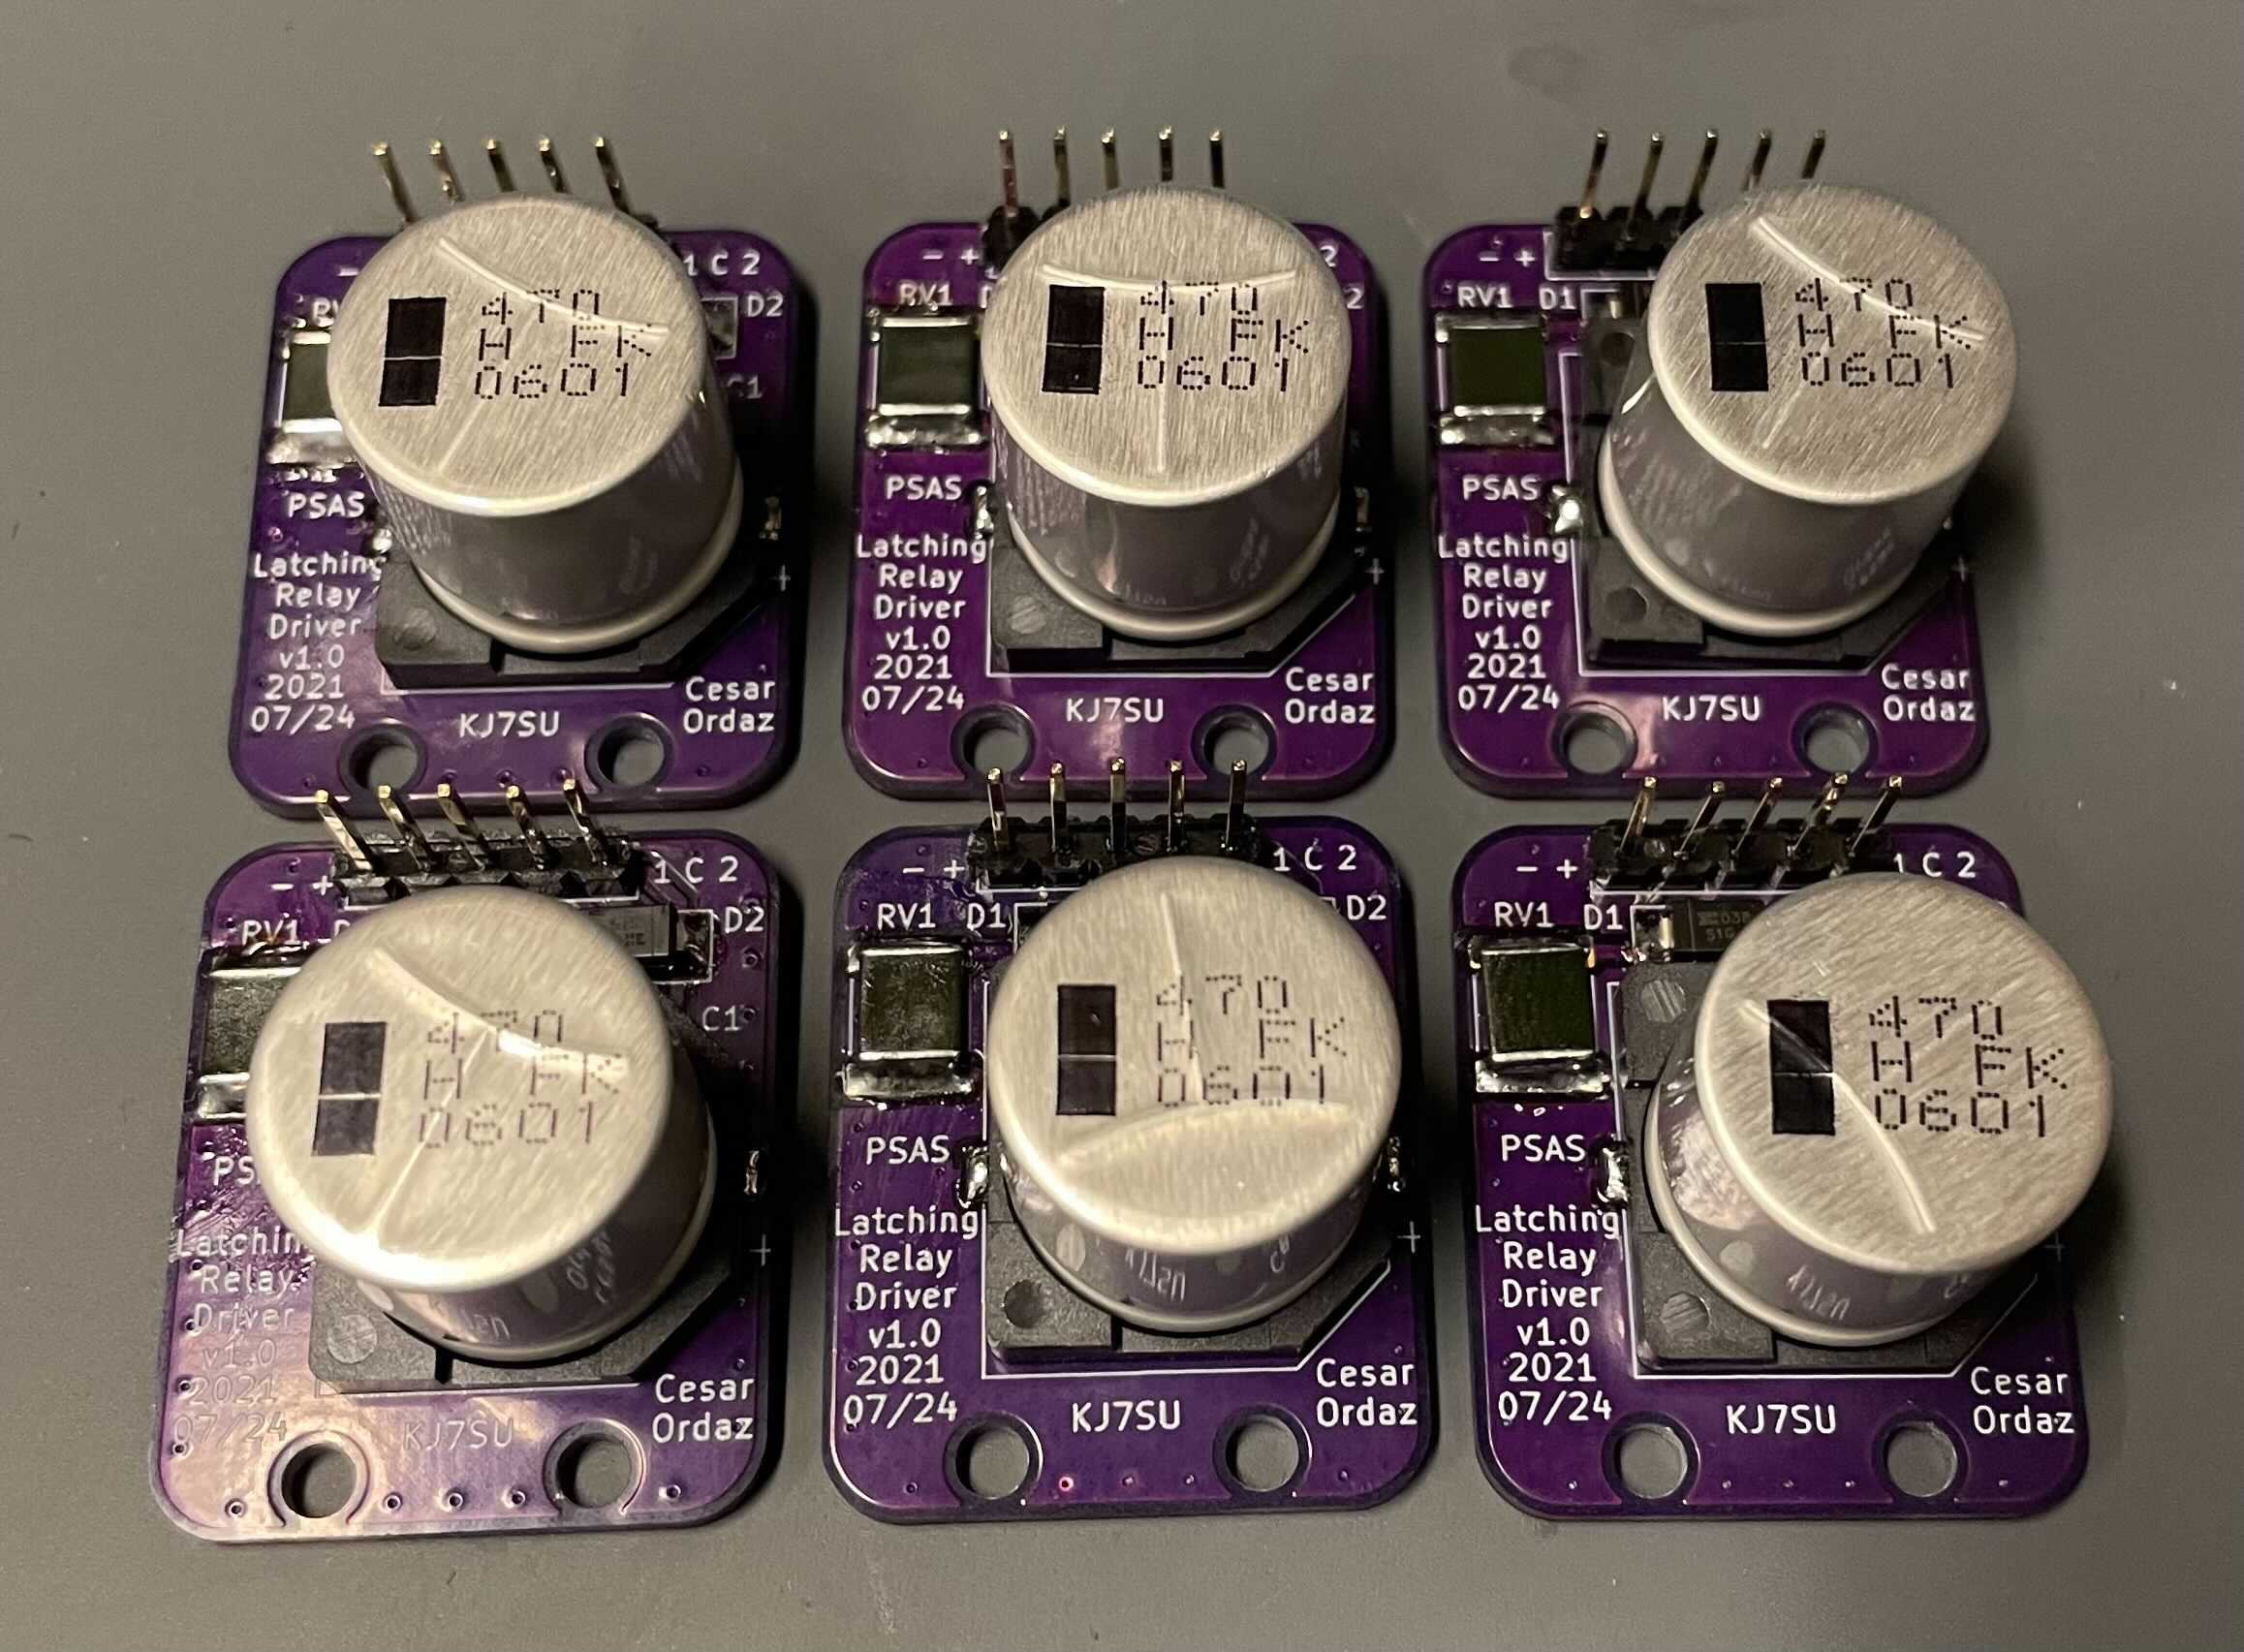 - 1 C 2
D2
C1
470
H FK
0601
PSAS
Latching
Relay
Driver
v1.0
2021
07/24
KJ7SU
Cesar
Ordaz
+
- + 2
RV1
2
470
H FK
0601
PSAS
Latching
Relay
Driver
v1.0
2021
07/24
KJ7SU
Cesar
Ordaz
+
- +
RV1 D1
470
H FK
0601
PSAS
Latching
Relay
Driver
v1.0
2021
07/24
KJ7SU
Cesar
Ordaz
+
- + 1 C 2
RV1 D2
C1
470
H FK
0601
Relay
Driver
v1.0
2021
07/24
KJ7SU
Cesar
Ordaz
+
- + 1 C 2
RV1 D1 D2
470
H FK
0601
PSAS
Latching
Relay
Driver
v1.0
2021
07/24
KJ7SU
Cesar
Ordaz
+
- + 1 C 2
RV1 D1
470
H FK
0601
PSAS
Latching
Relay
Driver
v1.0
2021
07/24
KJ7SU
Cesar
Ordaz
+